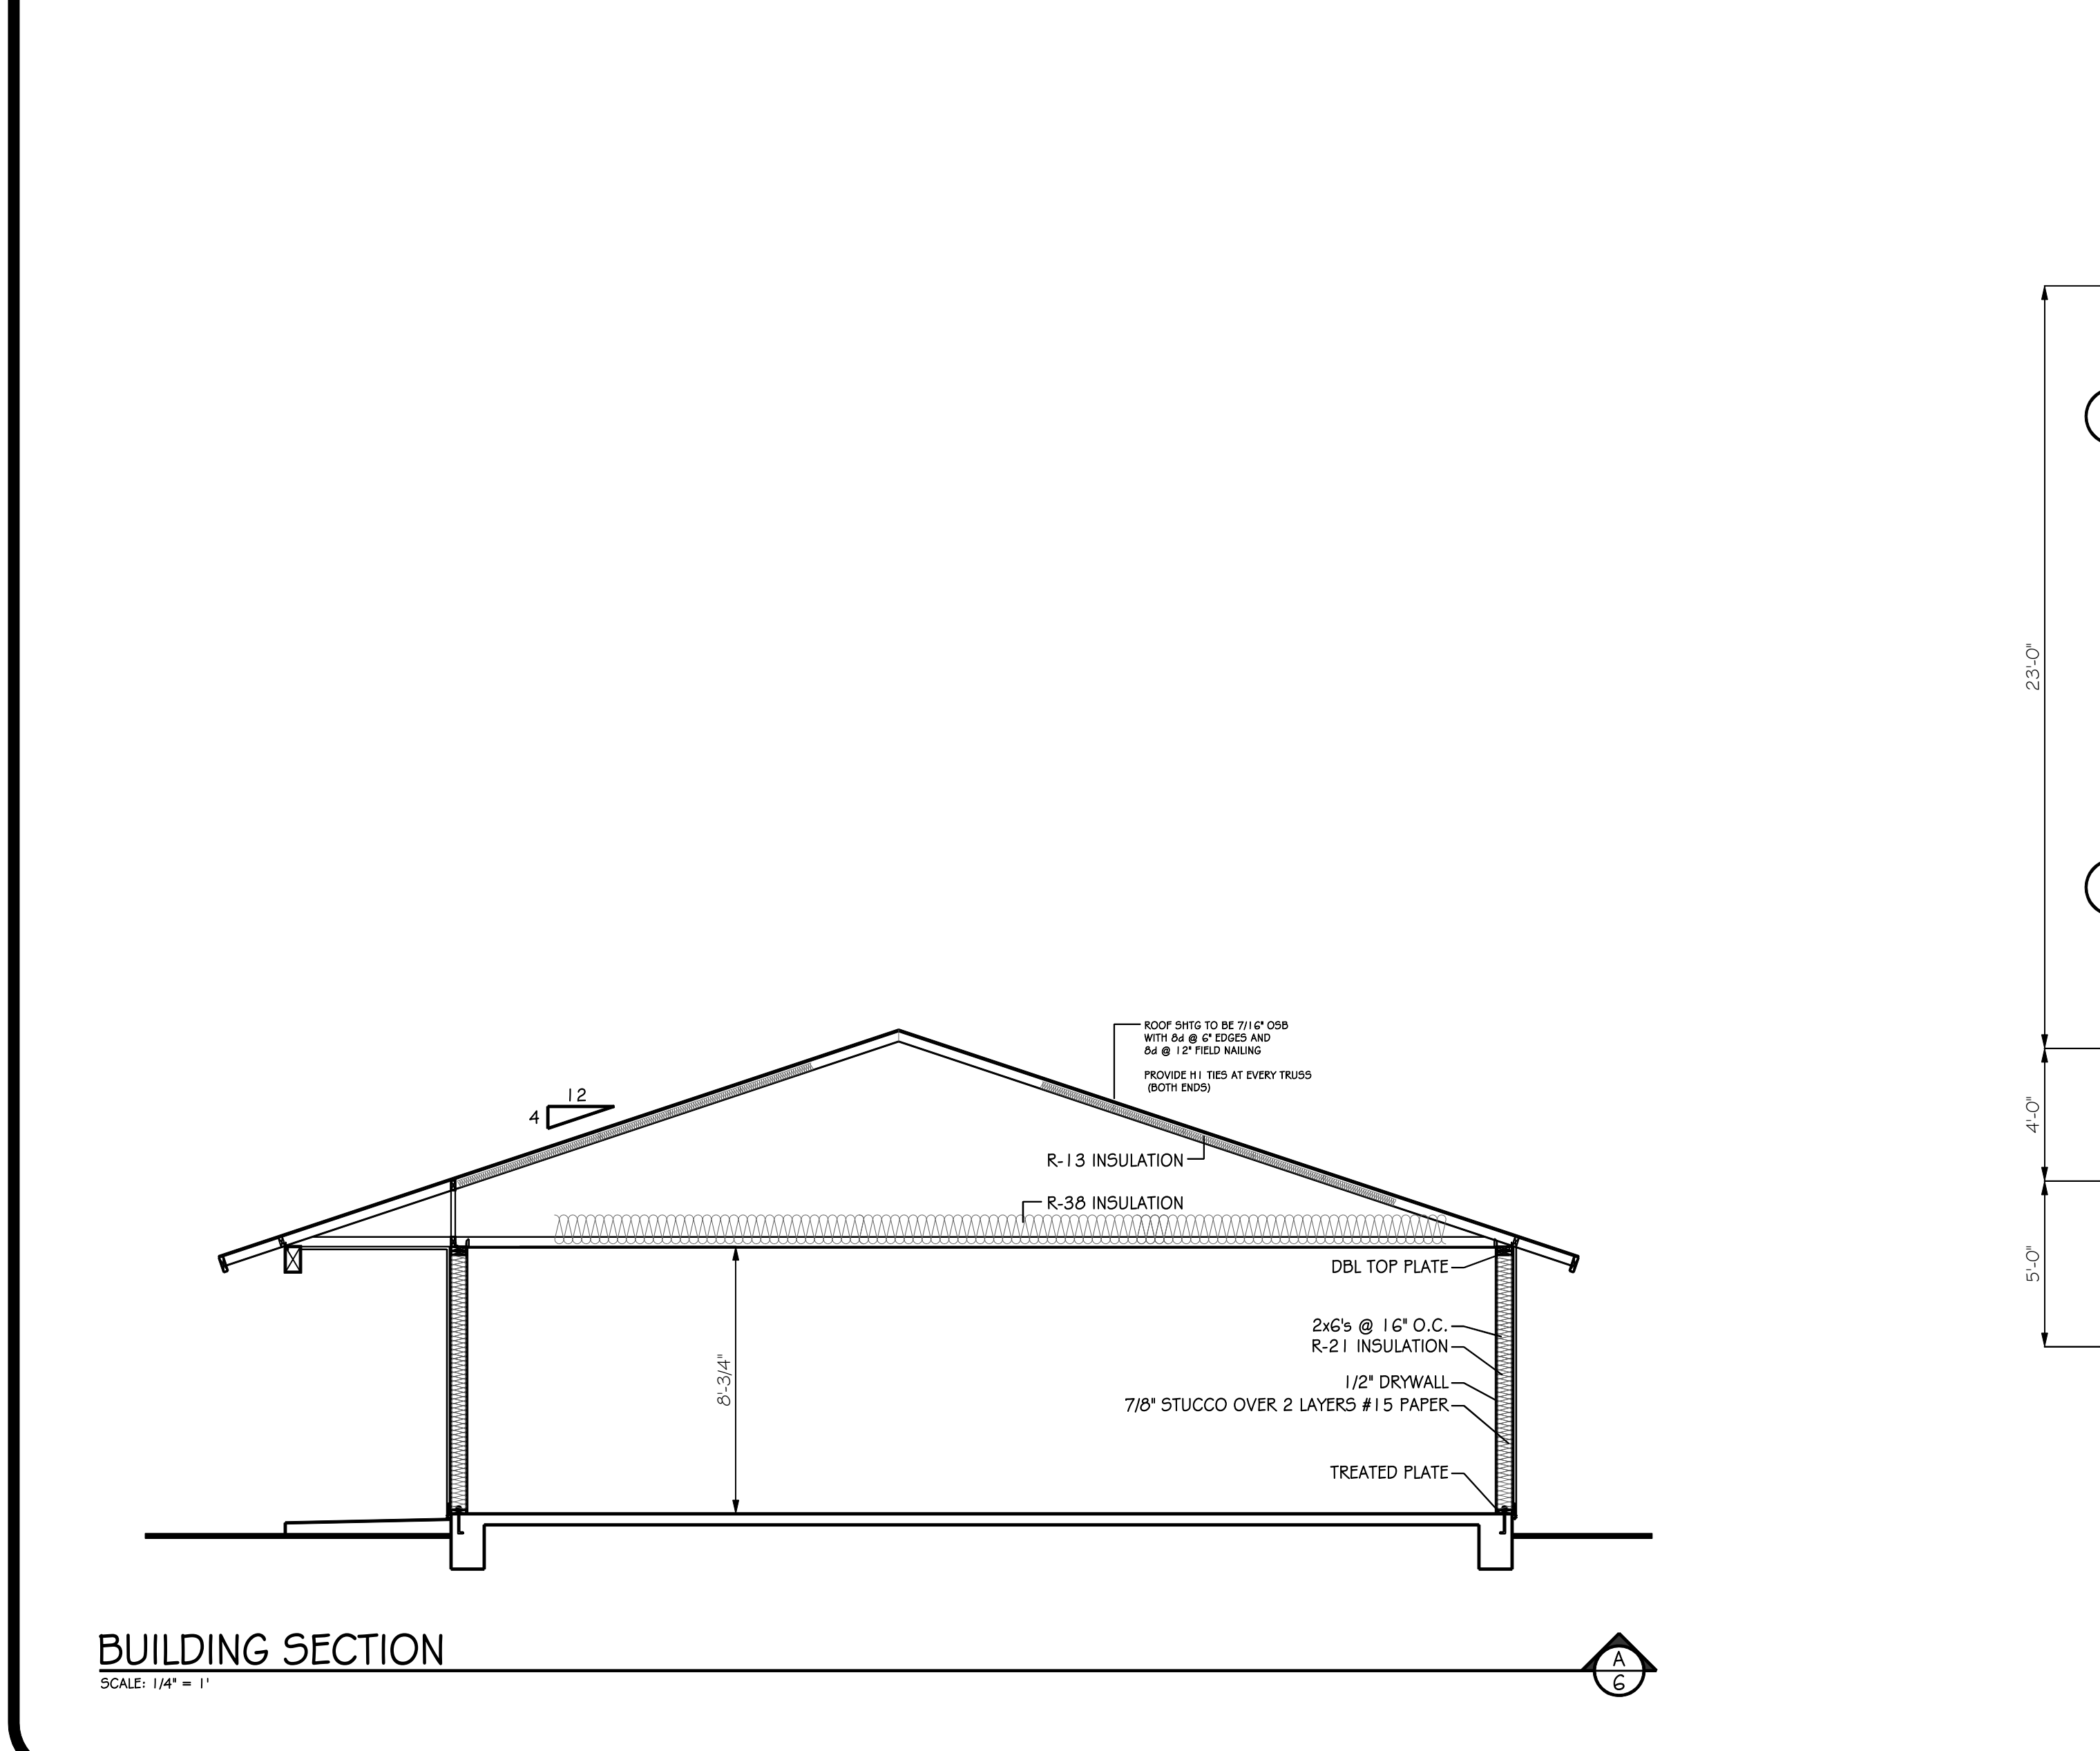 23'-0"
ROOF SHTG TO BE 7/16" OSB
WITH 8d @ 6" EDGES AND
8d @ 12" FIELD NAILING
PROVIDE H1 TIES AT EVERY TRUSS
(BOTH ENDS)
12
4
4'-0"
R-13 INSULATION
R-38 INSULATION
DBL TOP PLATE
5'-0"
2x6's @ 16" O.C.
R-21 INSULATION
8'-3/4"
1/2" DRYWALL
7/8" STUCCO OVER 2 LAYERS #15 PAPER
TREATED PLATE
BUILDING SECTION
SCALE: 1/4" = 1'
A
6